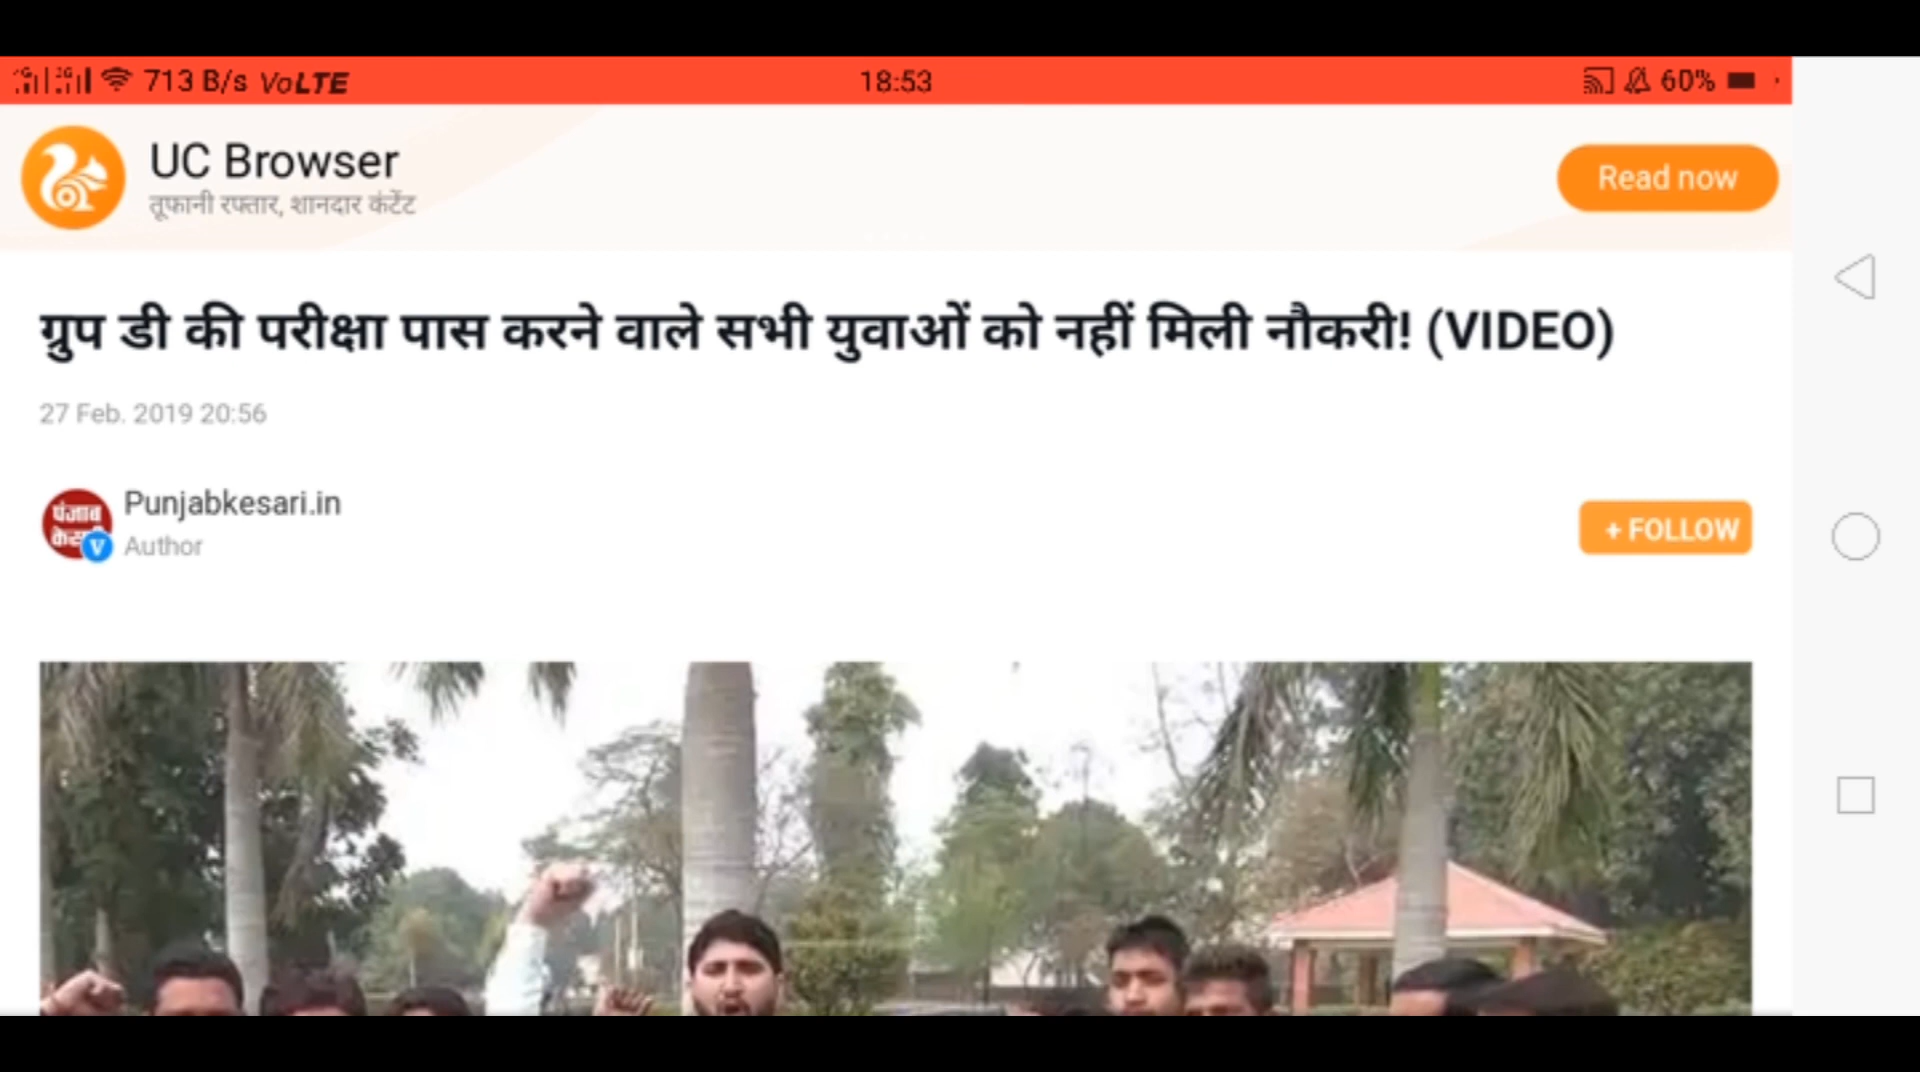 713 B/s VoLTE 18:53 60%
UC Browser
तूफानी रफ्तार, शानदार कंटेंट
Read now
ग्रुप डी की परीक्षा पास करने वाले सभी युवाओं को नहीं मिली नौकरी! (VIDEO)
27 Feb. 2019 20:56
पंजाब
Punjabkesari.in
Author
+ FOLLOW